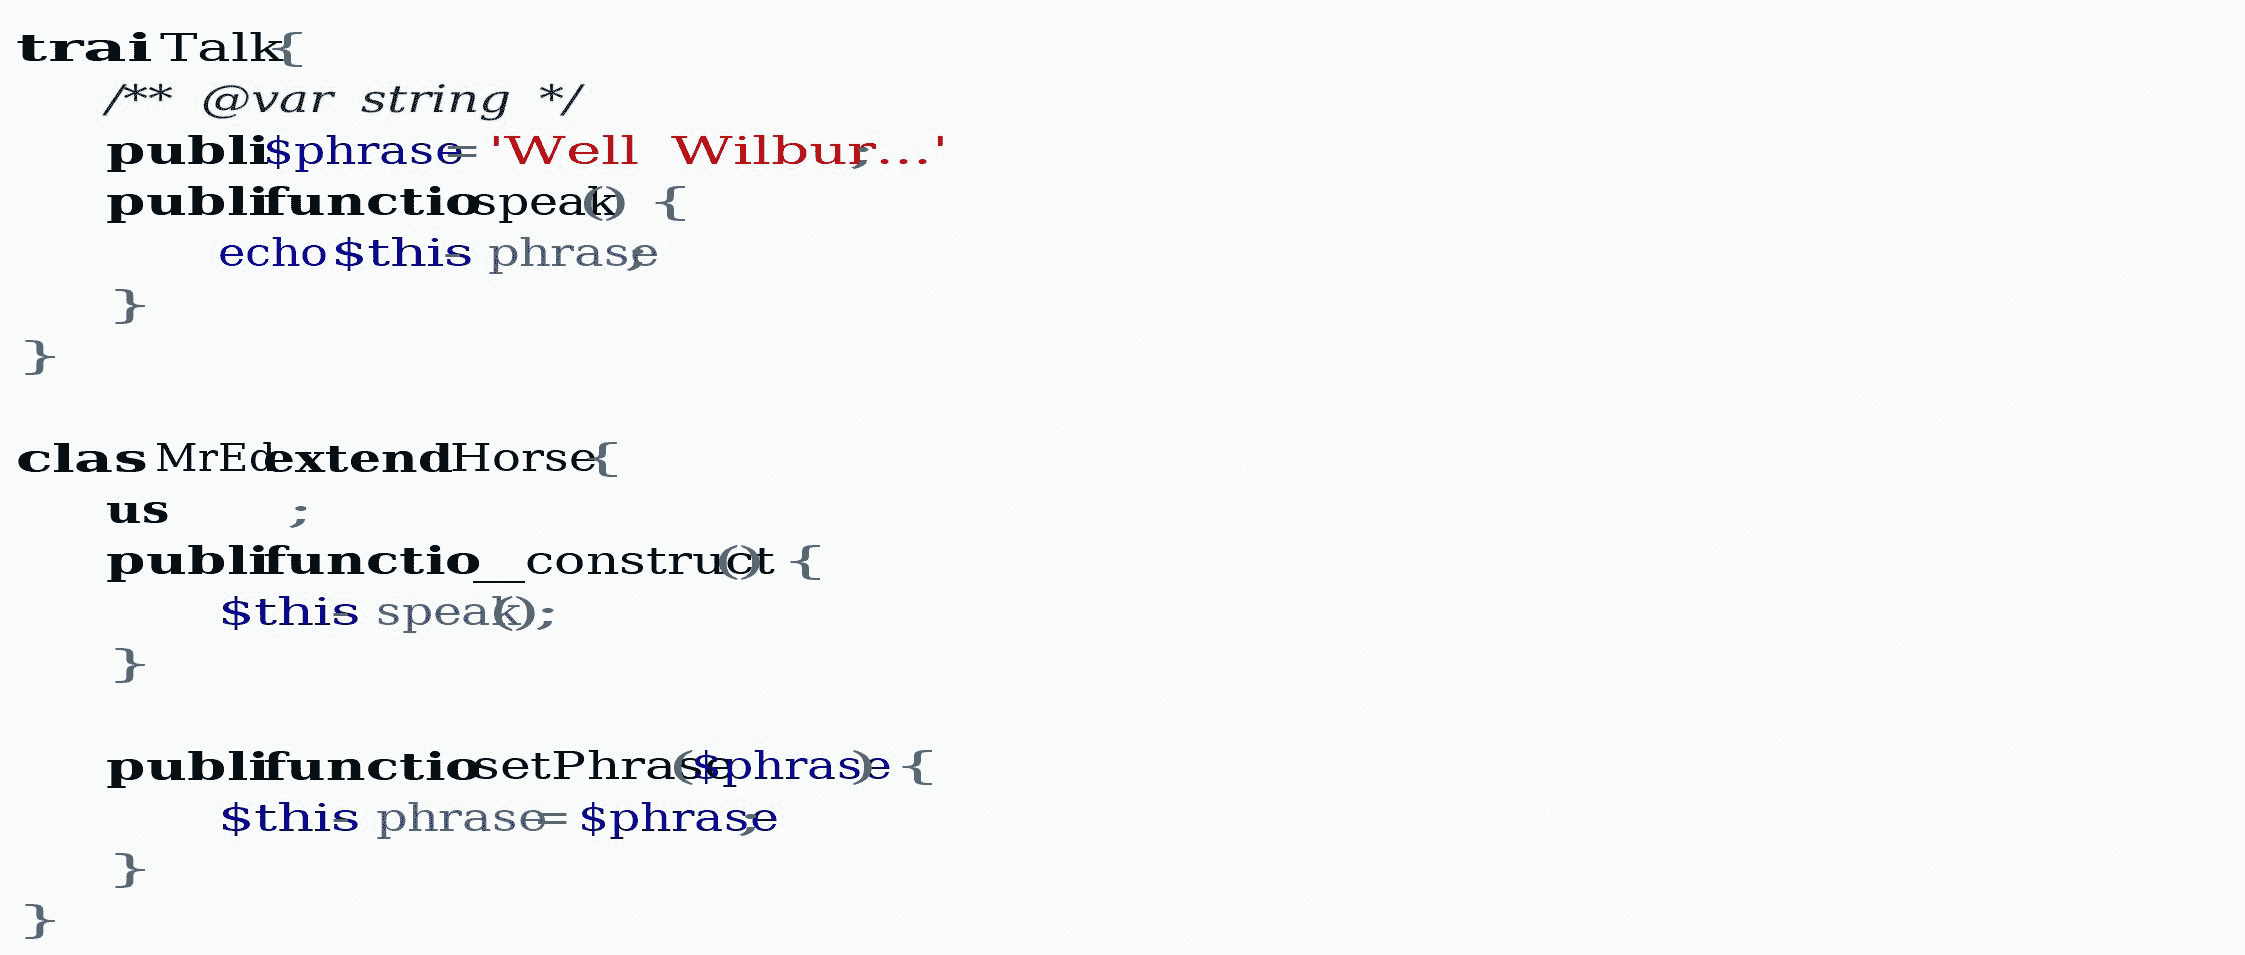 trai Talk{
/** @var string */
publi $phrase = 'Well Wilbur...';
publi functio speak() {
echo $this- phrase;
}
}
clas MrEd extend Horse{
us ;
publi functio __construct() {
$this- speak();
}
publi functio setPhrase($phrase) {
$this- phrase = $phrase;
}
}